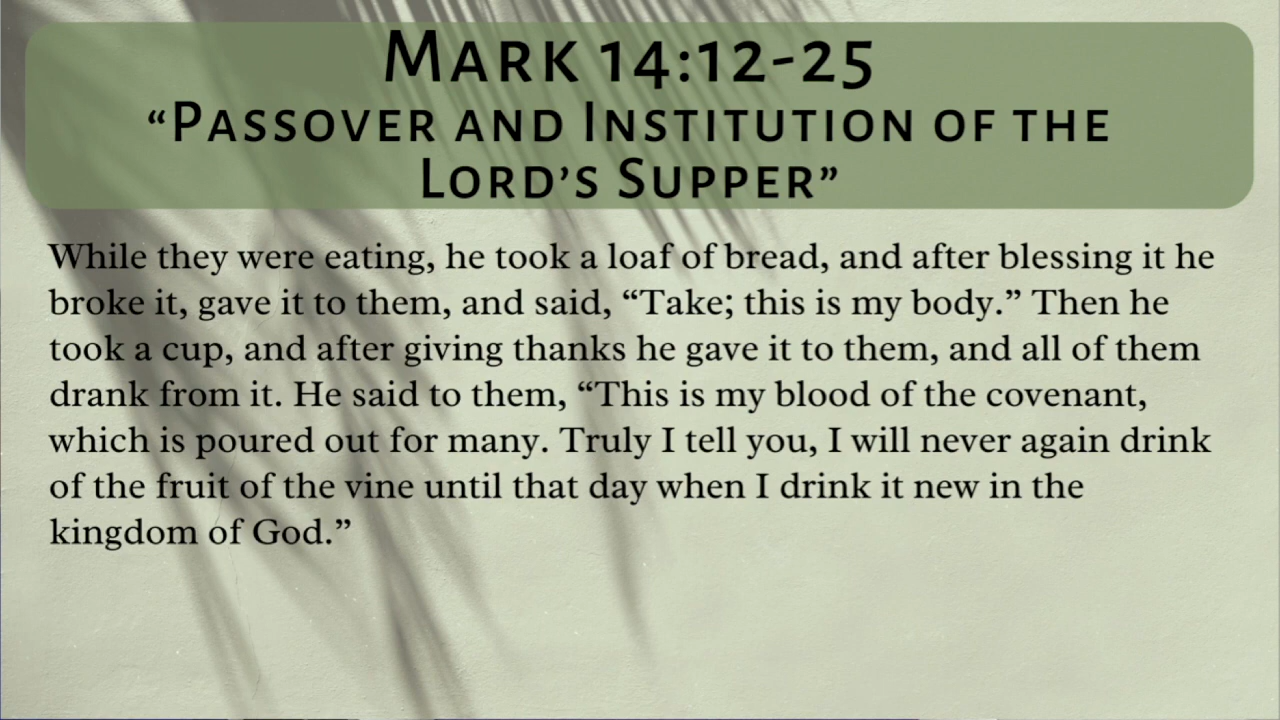 Mark 14:12-25
“Passover and Institution of the
Lord’s Supper”
While they were eating, he took a loaf of bread, and after blessing it he
broke it, gave it to them, and said, “Take; this is my body.” Then he
took a cup, and after giving thanks he gave it to them, and all of them
drank from it. He said to them, “This is my blood of the covenant,
which is poured out for many. Truly I tell you, I will never again drink
of the fruit of the vine until that day when I drink it new in the
kingdom of God.”